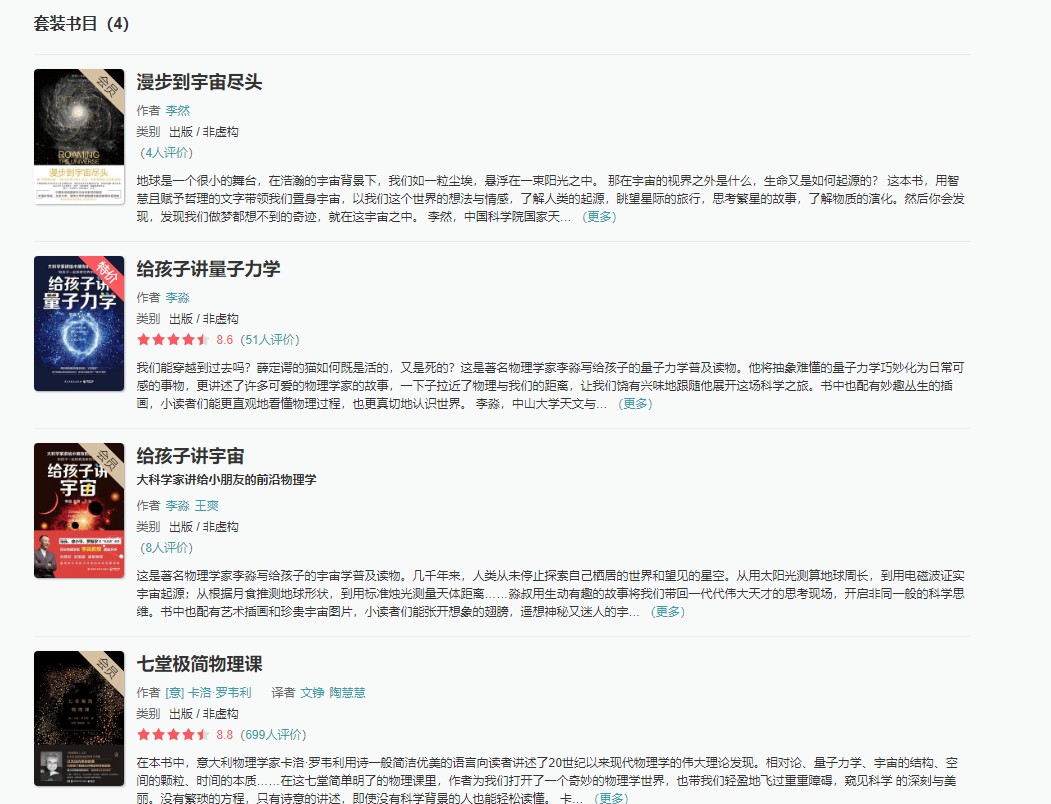 套装书目（4）
会员
ROAMING
THE UNIVERSE
漫步到宇宙尽头
漫步到宇宙尽头
作者 李然
类别 出版 / 非虚构
（4人评价）
地球是一个很小的舞台，在浩瀚的宇宙背景下，我们如一粒尘埃，悬浮在一束阳光之中。 那在宇宙的视界之外是什么，生命又是如何起源的？ 这本书，用智
慧且赋予哲理的文字带领我们置身宇宙，以我们这个世界的想法与情感，了解人类的起源，眺望星际的旅行，思考繁星的故事，了解物质的演化。然后你会发
现，发现我们做梦都想不到的奇迹，就在这宇宙之中。 李然，中国科学院国家天... （更多）
特价
给孩子讲
量子力学
给孩子讲量子力学
作者 李淼
类别 出版 / 非虚构
8.6 （51人评价）
我们能穿越到过去吗？薛定谔的猫如何既是活的，又是死的？这是著名物理学家李淼写给孩子的量子力学普及读物。他将抽象难懂的量子力学巧妙化为日常可
感的事物，更讲述了许多可爱的物理学家的故事，一下子拉近了物理与我们的距离，让我们饶有兴味地跟随他展开这场科学之旅。书中也配有妙趣丛生的插
画，小读者们能更直观地看懂物理过程，也更真切地认识世界。 李淼，中山大学天文与... （更多）
会员
给孩子讲
宇宙
给孩子讲宇宙
大科学家讲给小朋友的前沿物理学
作者 李淼 王爽
类别 出版 / 非虚构
（8人评价）
这是著名物理学家李淼写给孩子的宇宙学普及读物。几千年来，人类从未停止探索自己栖居的世界和望见的星空。从用太阳光测算地球周长，到用电磁波证实
宇宙起源；从根据月食推测地球形状，到用标准烛光测量天体距离……淼叔用生动有趣的故事将我们带回一代代伟大天才的思考现场，开启非同一般的科学思
维。书中也配有艺术插画和珍贵宇宙图片，小读者们能张开想象的翅膀，遥想神秘又迷人的宇... （更多）
会员
七堂极简
物理课
七堂极简物理课
作者 [意] 卡洛·罗韦利 译者 文铮 陶慧慧
类别 出版 / 非虚构
8.8 （699人评价）
在本书中，意大利物理学家卡洛·罗韦利用诗一般简洁优美的语言向读者讲述了20世纪以来现代物理学的伟大理论发现。相对论、量子力学、宇宙的结构、空
间的颗粒、时间的本质……在这七堂简单明了的物理课里，作者为我们打开了一个奇妙的物理学世界，也带我们轻盈地飞过重重障碍，窥见科学 的深刻与美
丽。没有繁琐的方程，只有诗意的讲述，即使没有科学背景的人也能轻松读懂。 卡... （更多）